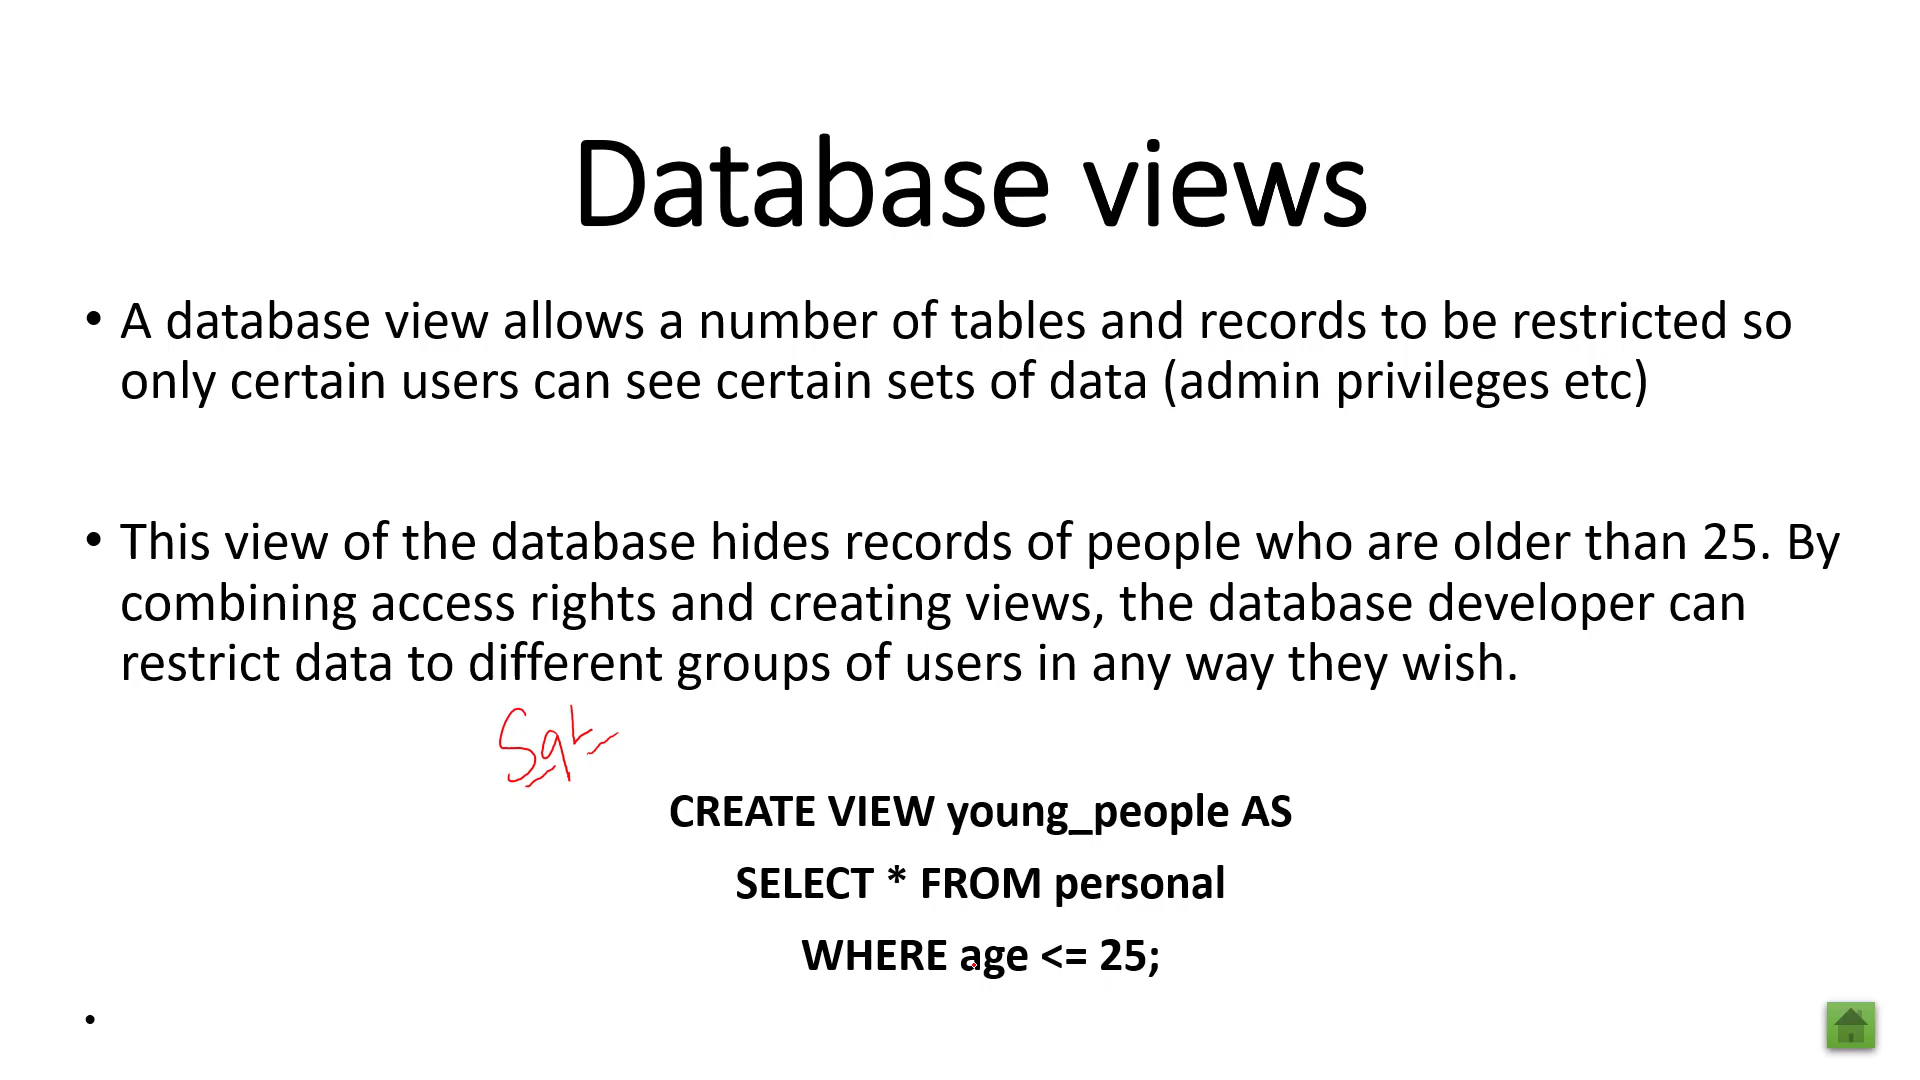 Database views
• A database view allows a number of tables and records to be restricted so
only certain users can see certain sets of data (admin privileges etc)
• This view of the database hides records of people who are older than 25. By
combining access rights and creating views, the database developer can
restrict data to different groups of users in any way they wish.
SqL
CREATE VIEW young_people AS
SELECT * FROM personal
WHERE age <= 25;
•